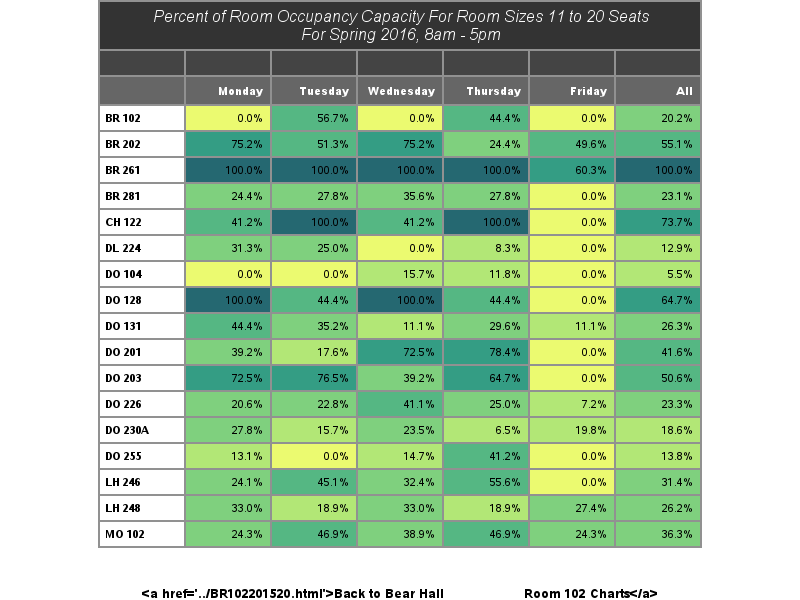 Percent of Room Occupancy Capacity For Room Sizes 11 to 20 Seats
For Spring 2016, 8am - 5pm
Monday Tuesday Wednesday Thursday Friday All
BR 102 0.0% 56.7% 0.0% 44.4% 0.0% 20.2%
BR 202 75.2% 51.3% 75.2% 24.4% 49.6% 55.1%
BR 261 100.0% 100.0% 100.0% 100.0% 60.3% 100.0%
BR 281 24.4% 27.8% 35.6% 27.8% 0.0% 23.1%
CH 122 41.2% 100.0% 41.2% 100.0% 0.0% 73.7%
DL 224 31.3% 25.0% 0.0% 8.3% 0.0% 12.9%
DO 104 0.0% 0.0% 15.7% 11.8% 0.0% 5.5%
DO 128 100.0% 44.4% 100.0% 44.4% 0.0% 64.7%
DO 131 44.4% 35.2% 11.1% 29.6% 11.1% 26.3%
DO 201 39.2% 17.6% 72.5% 78.4% 0.0% 41.6%
DO 203 72.5% 76.5% 39.2% 64.7% 0.0% 50.6%
DO 226 20.6% 22.8% 41.1% 25.0% 7.2% 23.3%
DO 230A 27.8% 15.7% 23.5% 6.5% 19.8% 18.6%
DO 255 13.1% 0.0% 14.7% 41.2% 0.0% 13.8%
LH 246 24.1% 45.1% 32.4% 55.6% 0.0% 31.4%
LH 248 33.0% 18.9% 33.0% 18.9% 27.4% 26.2%
MO 102 24.3% 46.9% 38.9% 46.9% 24.3% 36.3%
<a href='../BR102201520.html'>Back to Bear Hall Room 102 Charts</a>